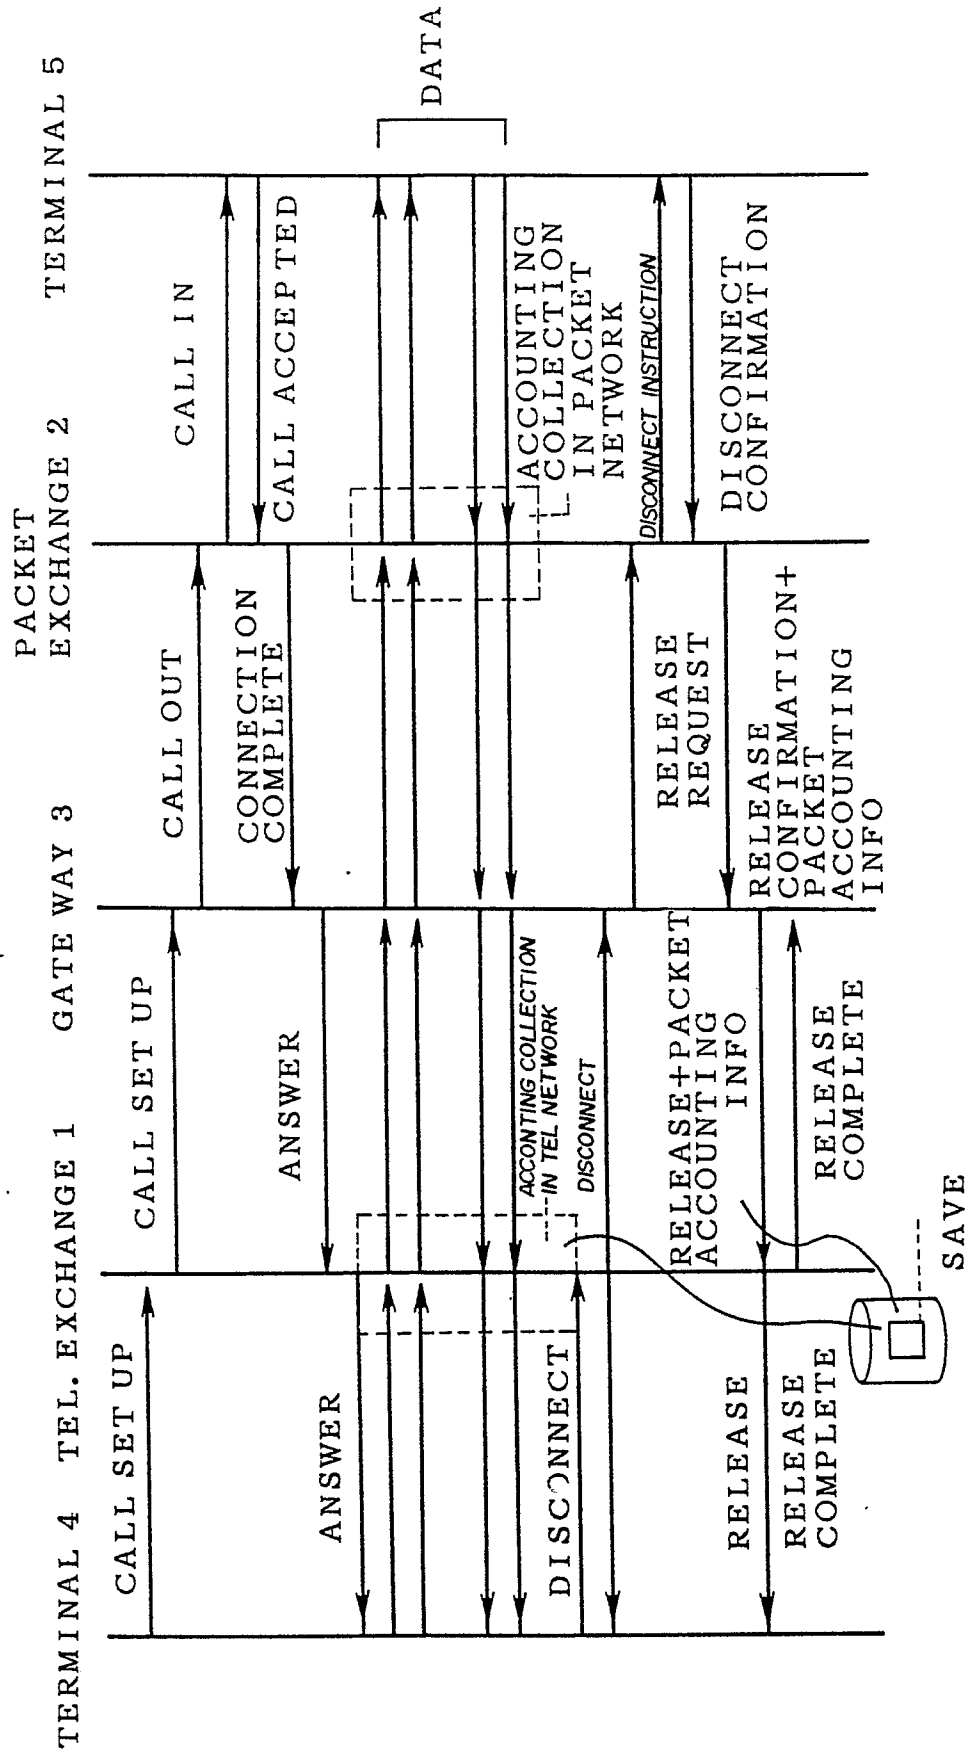 TERMINAL 4
TEL. EXCHANGE 1
GATE WAY 3
PACKET
EXCHANGE 2
TERMINAL 5
CALL SET UP
CALL SET UP
CALL OUT
CALL IN
CALL ACCEPTED
CONNECTION
COMPLETE
ANSWER
ANSWER
DATA
ACCOUNTING
COLLECTION
IN PACKET
NETWORK
ACCONTING COLLECTION
IN TEL NETWORK
DISCONNECT
DISCONNECT
RELEASE
REQUEST
DISCONNECT INSTRUCTION
DISCONNECT
CONFIRMATION
RELEASE
CONFIRMATION+
PACKET
ACCOUNTING
INFO
RELEASE+PACKET
ACCOUNTING
INFO
RELEASE
RELEASE
COMPLETE
RELEASE
COMPLETE
SAVE